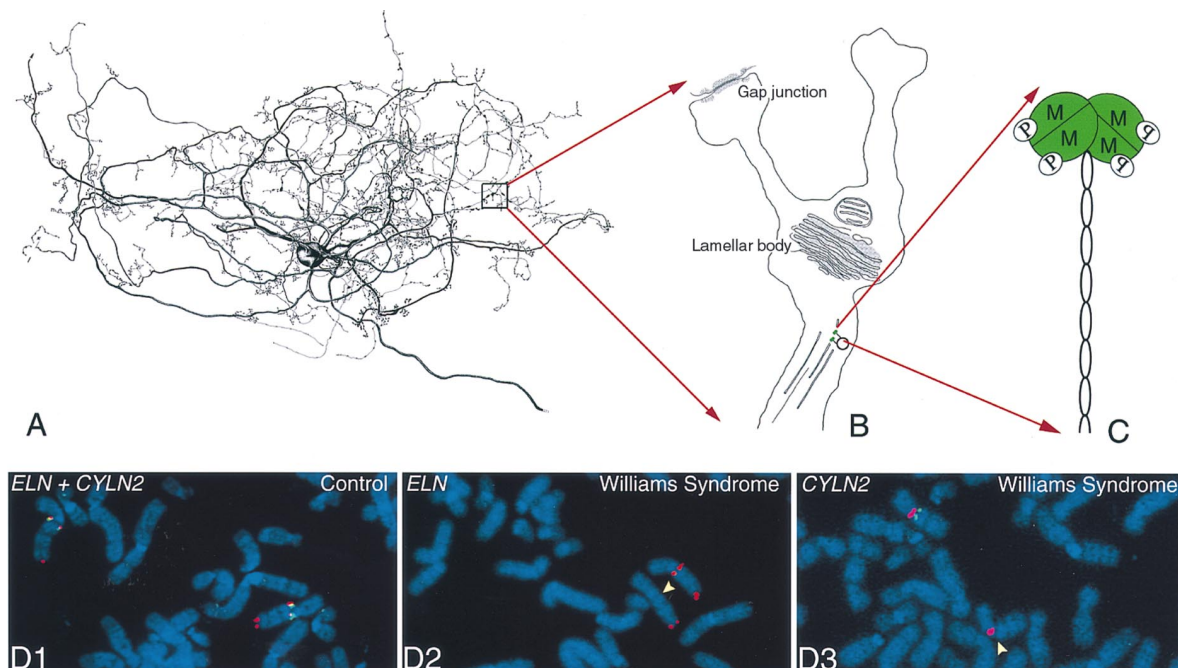 Gap junction
Lamellar body
M M
M M
P P
P P
A B C
ELN + CYLN2 Control
ELN Williams Syndrome
CYLN2 Williams Syndrome
D1 D2 D3